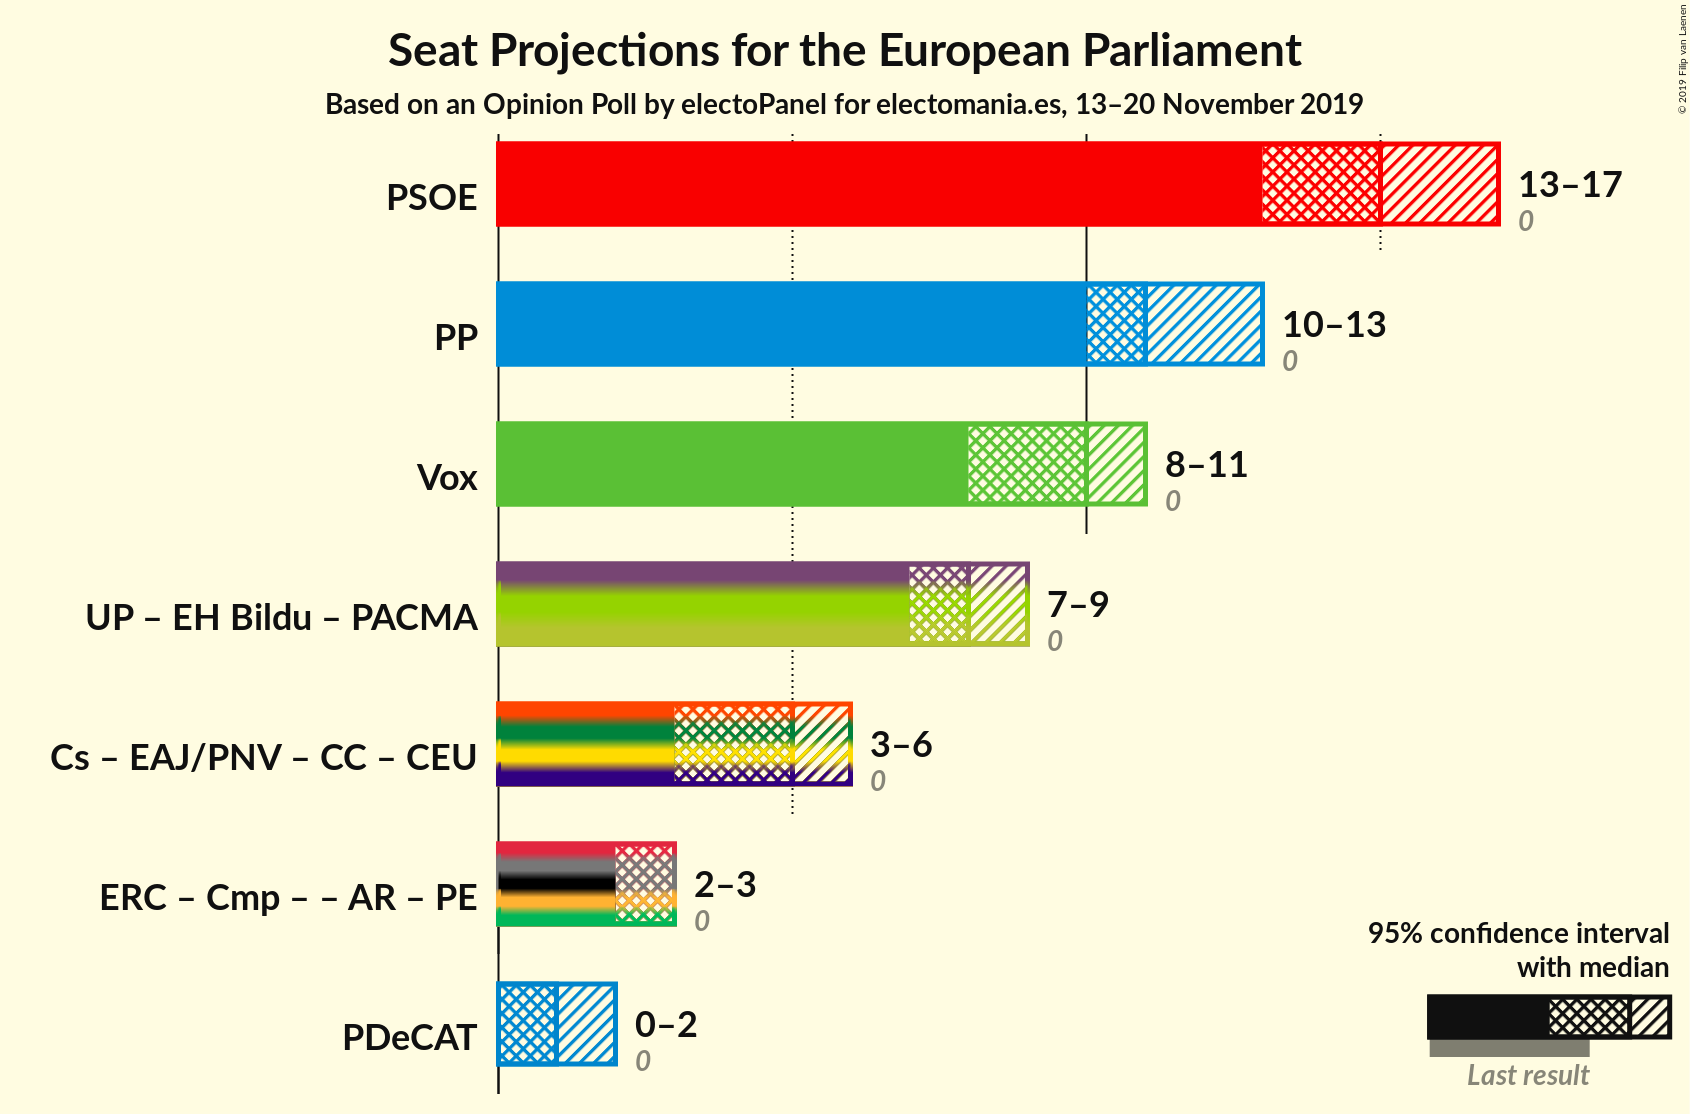 Seat Projections for the European Parliament
Based on an Opinion Poll by electoPanel for electomania.es, 13–20 November 2019
© 2019 Filip van Laenen
PSOE
13–17
0
PP
10–13
0
Vox
8–11
0
UP – EH Bildu – PACMA
7–9
0
Cs – EAJ/PNV – CC – CEU
3–6
0
ERC – Cmp – – AR – PE
2–3
0
PDeCAT
0–2
0
95% confidence interval
with median
Last result